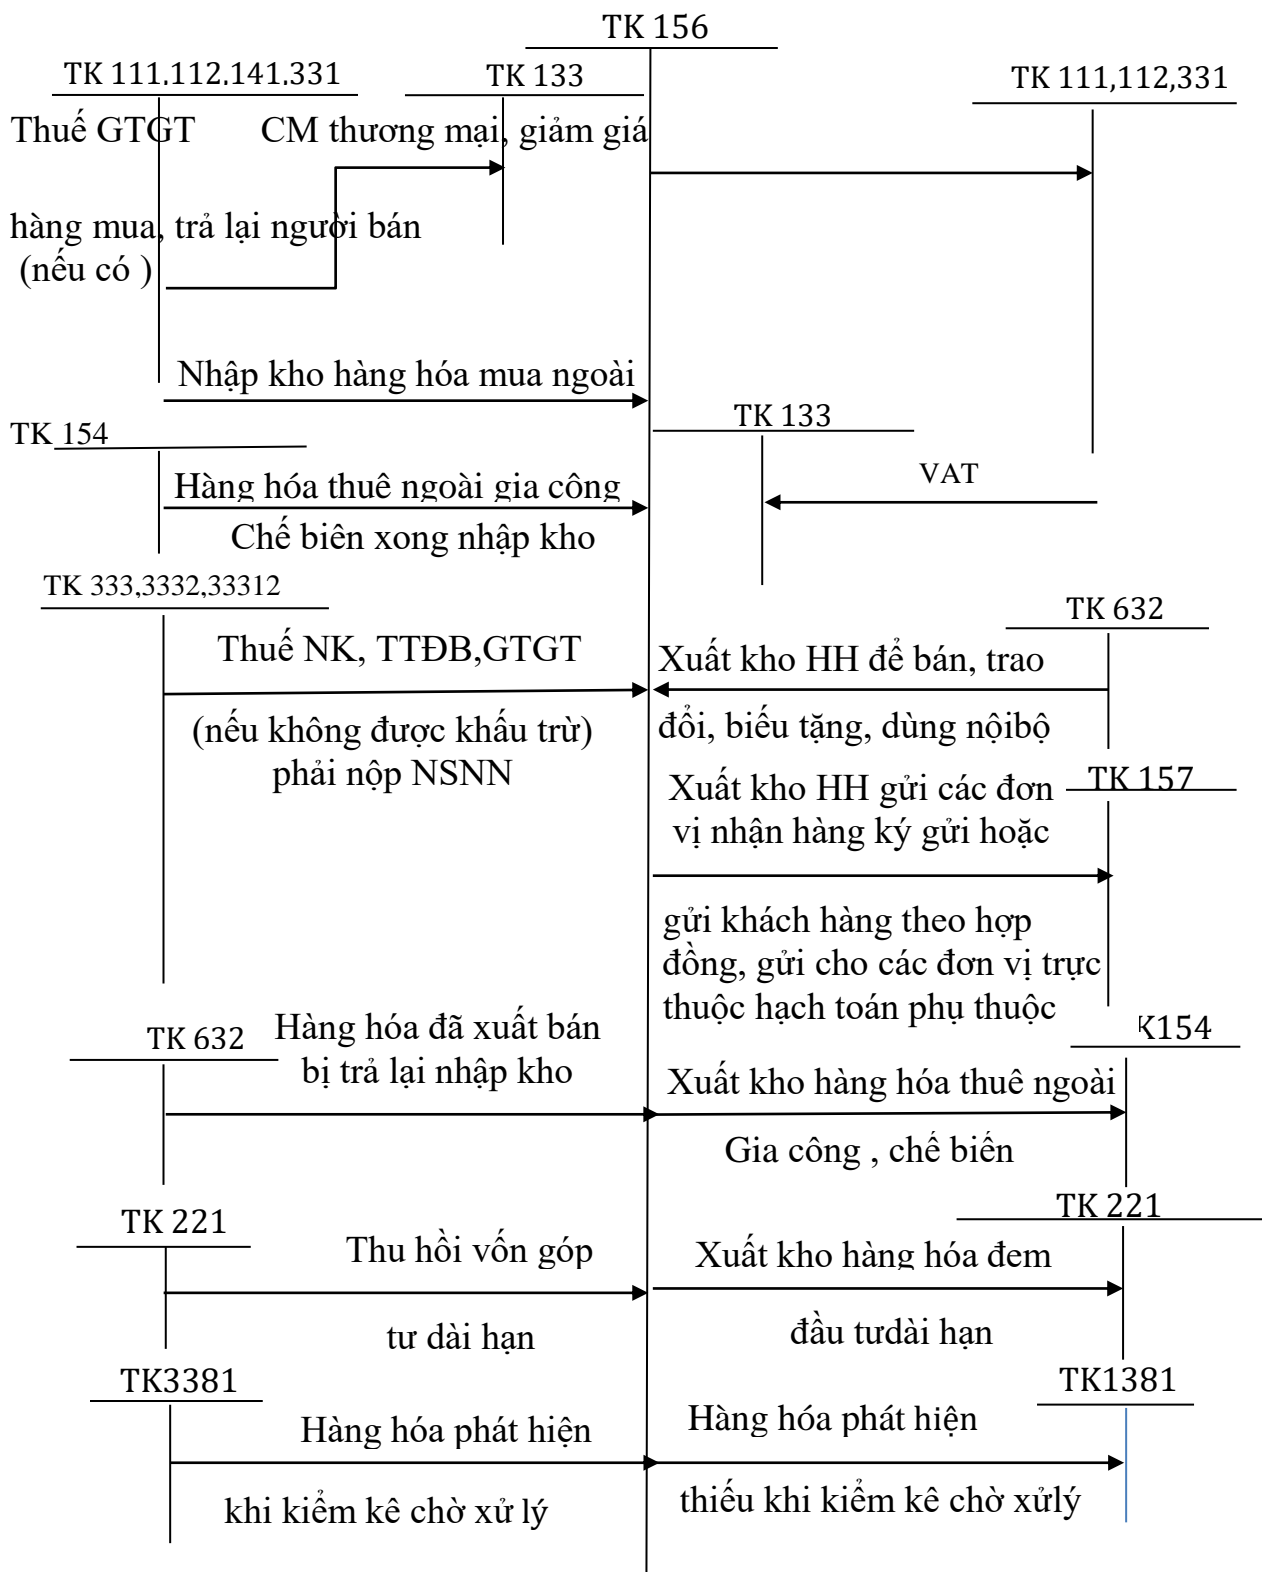 TK 156
TK 111.112.141.331
TK 133
TK 111,112,331
Thuế GTGT
CM thương mại, giảm giá
hàng mua, trả lại người bán
(nếu có )
Nhập kho hàng hóa mua ngoài
TK 133
TK 154
VAT
Hàng hóa thuê ngoài gia công
Chế biên xong nhập kho
TK 333,3332,33312
TK 632
Thuế NK, TTĐB,GTGT
Xuất kho HH để bán, trao
(nếu không được khấu trừ)
đổi, biếu tặng, dùng nộibộ
phải nộp NSNN
TK 157
Xuất kho HH gửi các đơn
vị nhận hàng ký gửi hoặc
gửi khách hàng theo hợp
đồng, gửi cho các đơn vị trực
thuộc hạch toán phụ thuộc
TK 632
Hàng hóa đã xuất bán
bị trả lại nhập kho
K154
Xuất kho hàng hóa thuê ngoài
Gia công , chế biến
TK 221
TK 221
Thu hồi vốn góp
Xuất kho hàng hóa đem
tư dài hạn
đầu tưdài hạn
TK3381
TK1381
Hàng hóa phát hiện
Hàng hóa phát hiện
khi kiểm kê chờ xử lý
thiếu khi kiểm kê chờ xửlý